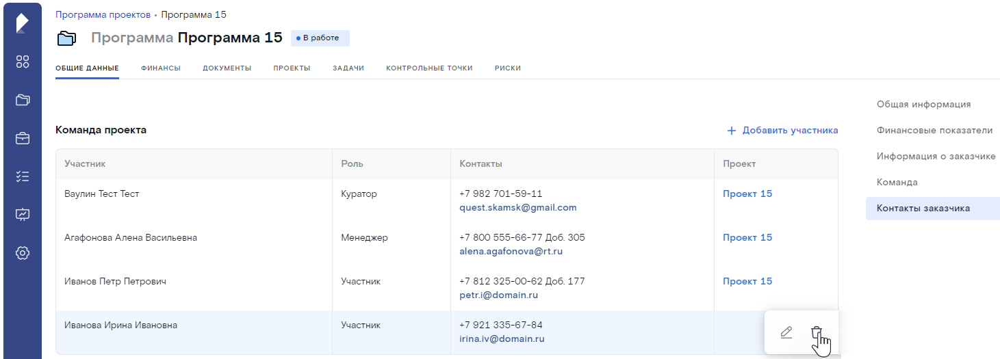 Программа проектов • Программа 15
Программа Программа 15 В работе
ОБЩИЕ ДАННЫЕ ФИНАНСЫ ДОКУМЕНТЫ ПРОЕКТЫ ЗАДАЧИ КОНТРОЛЬНЫЕ ТОЧКИ РИСКИ
Команда проекта + Добавить участника
Участник Роль Контакты Проект
Ваулин Тест Тест Куратор +7 982 701-59-11 Проект 15
quest.skamsk@gmail.com
Агафонова Алена Васильевна Менеджер +7 800 555-66-77 Доб. 305 Проект 15
alena.agafonova@rt.ru
Иванов Петр Петрович Участник +7 812 325-00-62 Доб. 177 Проект 15
petr.i@domain.ru
Иванова Ирина Ивановна Участник +7 921 335-67-84
irina.iv@domain.ru
Общая информация
Финансовые показатели
Информация о заказчике
Команда
Контакты заказчика